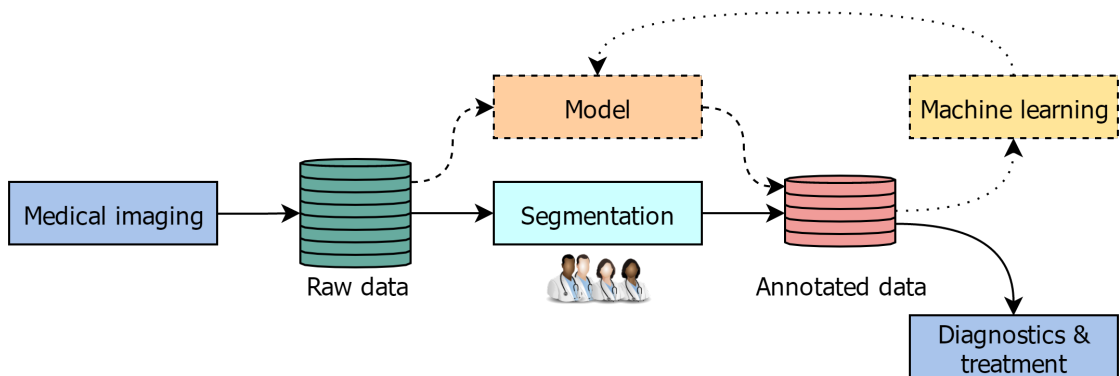 Model
Machine learning
Medical imaging
Segmentation
Raw data
Annotated data
Diagnostics &
treatment